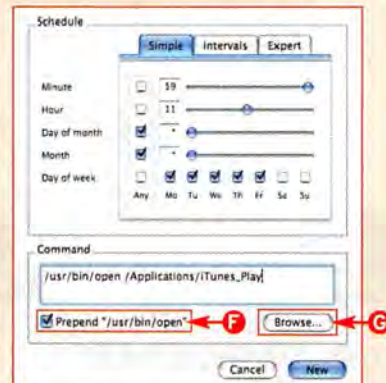 Schedule
Simple Intervals Expert
Minute 59
Hour 11
Day of month *
Month *
Day of week
Any Mo Tu We Th Fr Sa Su
Command
/usr/bin/open /Applications/iTunes_Play
Prepend "/usr/bin/open" F Browse... G
Cancel New